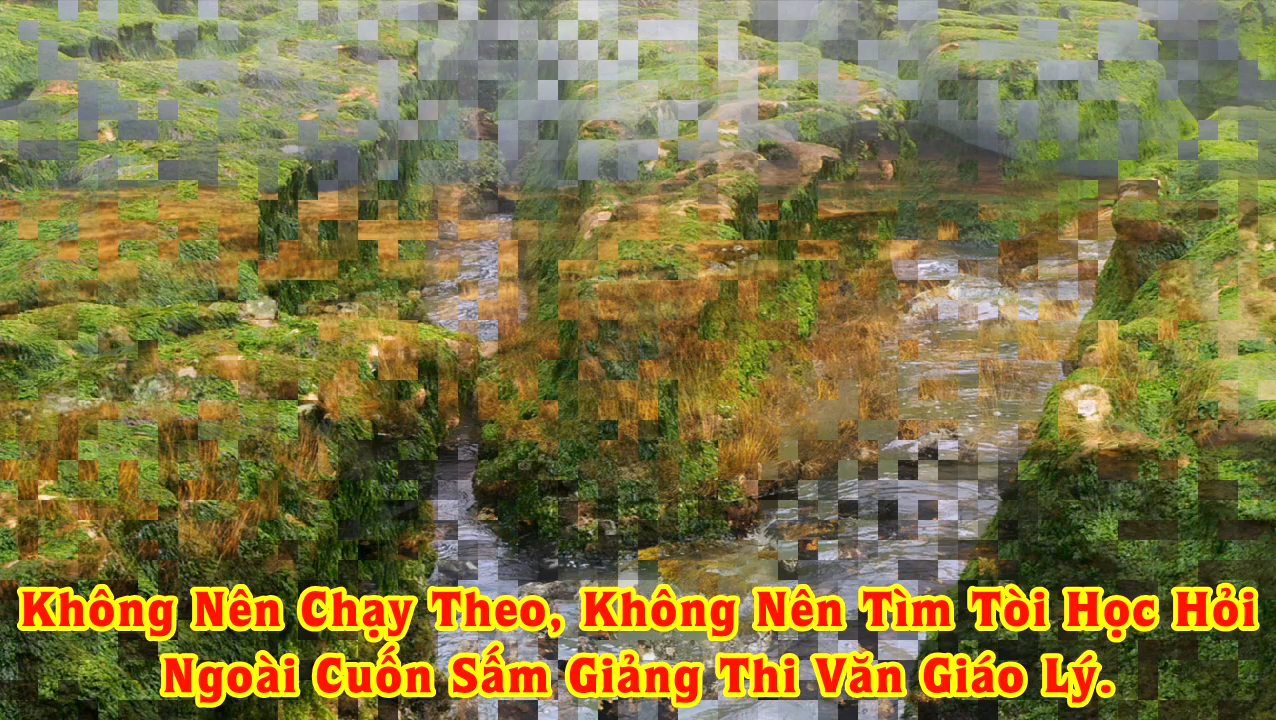 Không Nên Chạy Theo, Không Nên Tìm Tòi Học Hỏi
Ngoài Cuốn Sấm Giảng Thi Văn Giáo Lý.